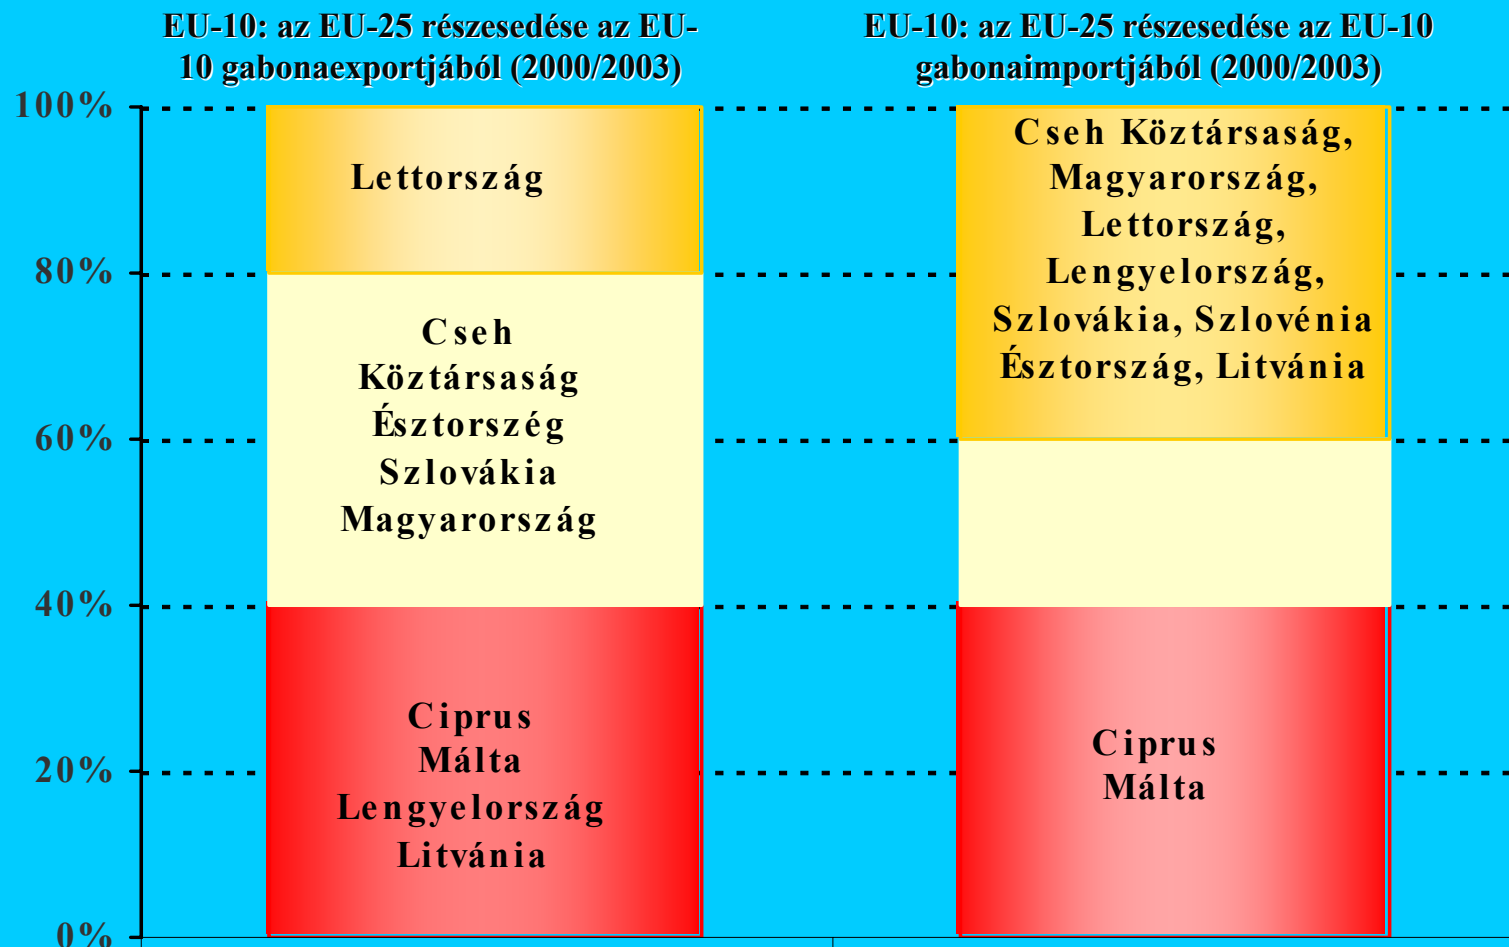 EU-10: az EU-25 részesedése az EU-
10 gabonaexportjából (2000/2003)
EU-10: az EU-25 részesedése az EU-10
gabonaimportjából (2000/2003)
100%
80%
60%
40%
20%
0%
Lettország
Cseh
Köztársaság
Észtorszég
Szlovákia
Magyarország
Ciprus
Málta
Lengyelország
Litvánia
Cseh Köztársaság,
Magyarország,
Lettország,
Lengyelország,
Szlovákia, Szlovénia
Észtország, Litvánia
Ciprus
Málta